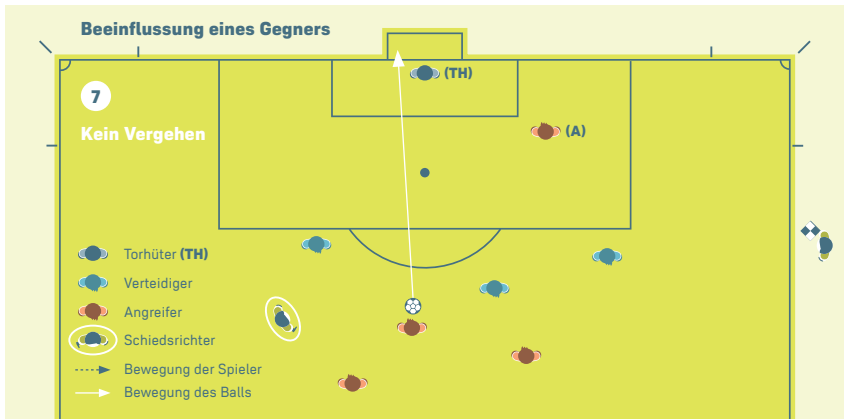 Beeinflussung eines Gegners
(TH)
7
(A)
Kein Vergehen
Torhüter (TH)
Verteidiger
Angreifer
Schiedsrichter
Bewegung der Spieler
Bewegung des Balls